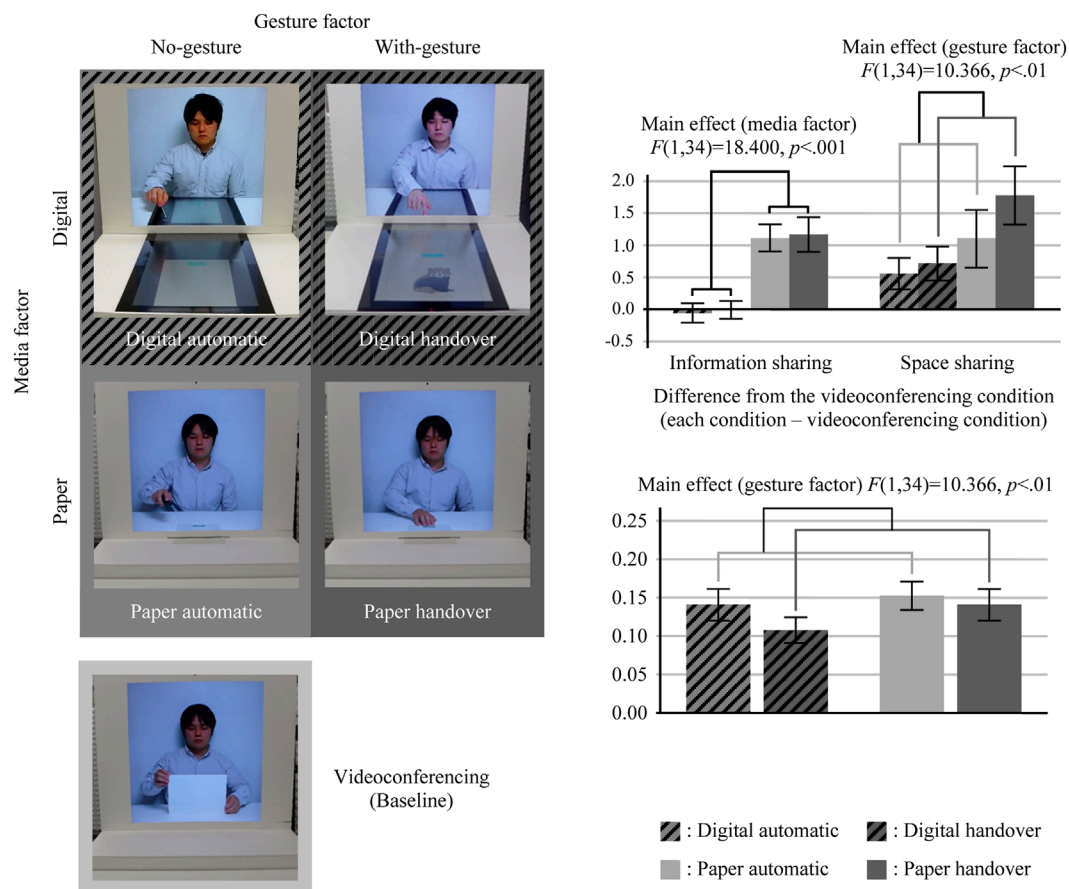 Gesture factor
No-gesture
With-gesture
Media factor
Digital
Digital automatic
Digital handover
Paper
Paper automatic
Paper handover
Videoconferencing
(Baseline)
Main effect (gesture factor)
F(1,34)=10.366, p<.01
Main effect (media factor)
F(1,34)=18.400, p<.001
2.0
1.5
1.0
0.5
0.0
-0.5
Information sharing
Space sharing
Difference from the videoconferencing condition
(each condition – videoconferencing condition)
Main effect (gesture factor) F(1,34)=10.366, p<.01
0.25
0.20
0.15
0.10
0.05
0.00
: Digital automatic
: Digital handover
: Paper automatic
: Paper handover